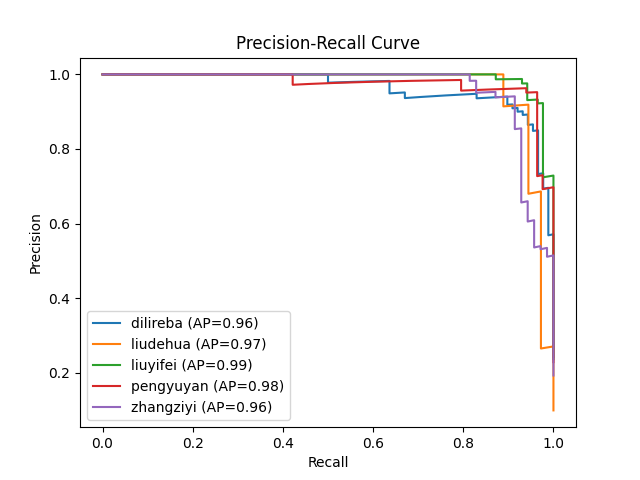 Precision-Recall Curve
1.0
0.8
0.6
0.4
0.2
Precision
dilireba (AP=0.96)
liudehua (AP=0.97)
liuyifei (AP=0.99)
pengyuyan (AP=0.98)
zhangziyi (AP=0.96)
0.0 0.2 0.4 0.6 0.8 1.0
Recall